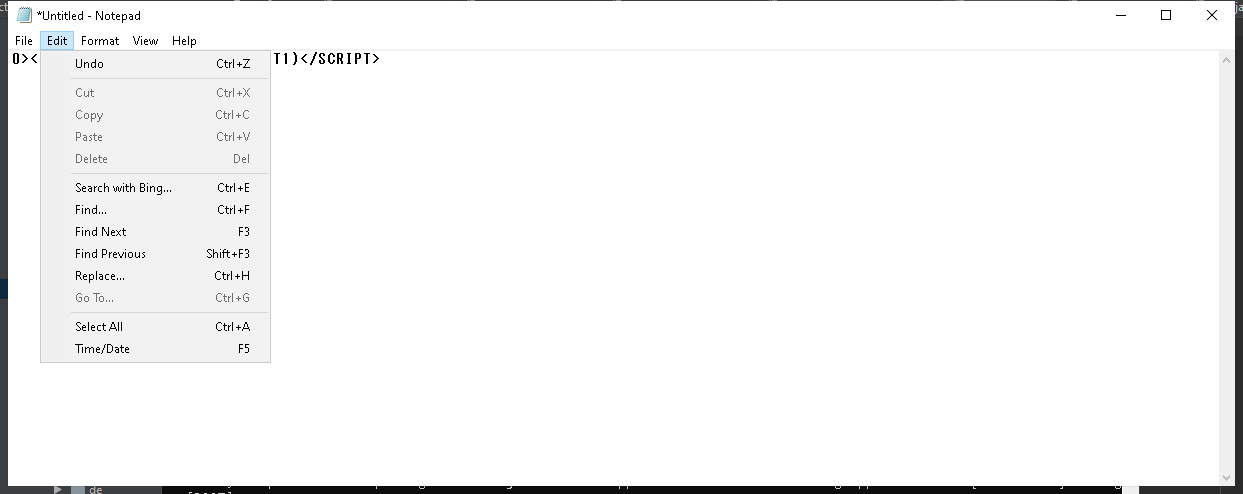 *Untitled - Notepad
File Edit Format View Help
O>< T1)</SCRIPT>
Undo Ctrl+Z
Cut Ctrl+X
Copy Ctrl+C
Paste Ctrl+V
Delete Del
Search with Bing... Ctrl+E
Find... Ctrl+F
Find Next F3
Find Previous Shift+F3
Replace... Ctrl+H
Go To... Ctrl+G
Select All Ctrl+A
Time/Date F5
de